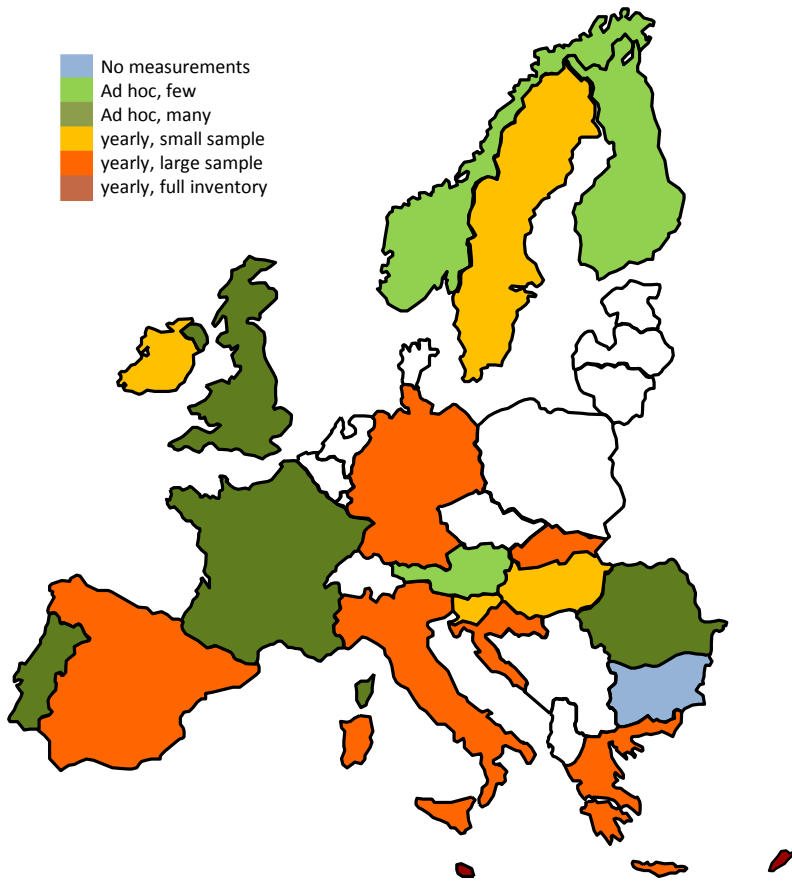 No measurements
Ad hoc, few
Ad hoc, many
yearly, small sample
yearly, large sample
yearly, full inventory